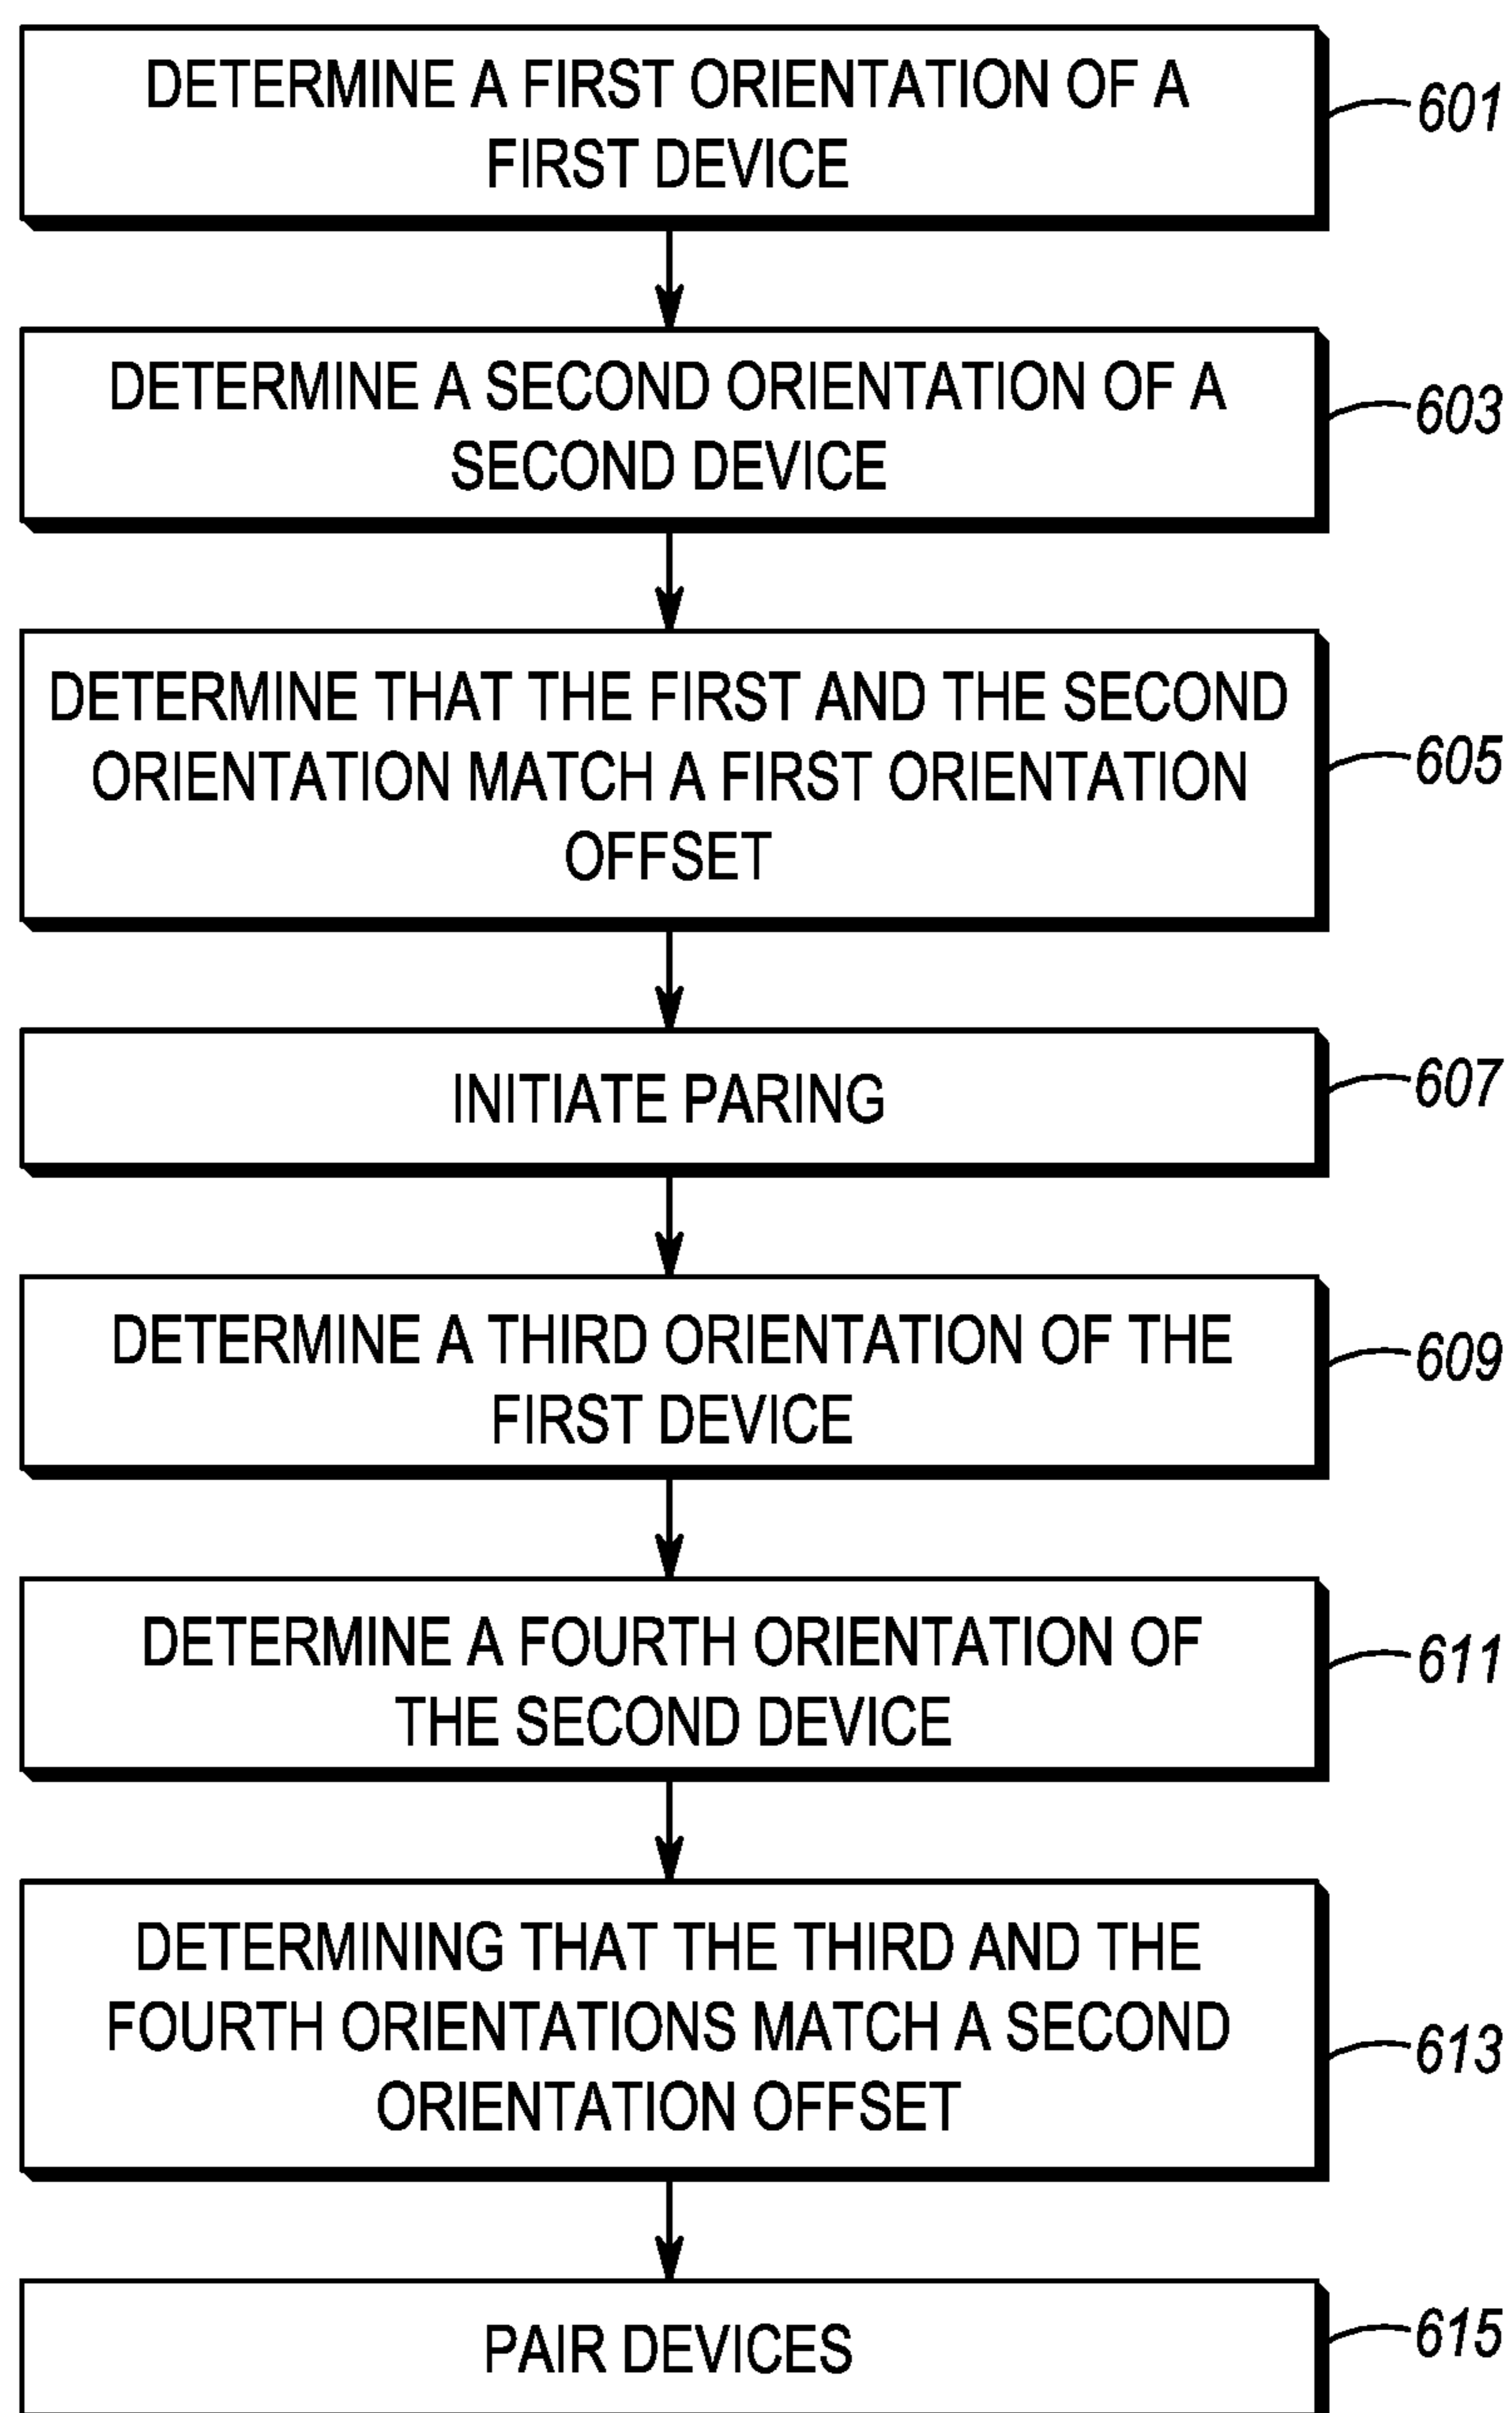 DETERMINE A FIRST ORIENTATION OF A
FIRST DEVICE
601
DETERMINE A SECOND ORIENTATION OF A
SECOND DEVICE
603
DETERMINE THAT THE FIRST AND THE SECOND
ORIENTATION MATCH A FIRST ORIENTATION
OFFSET
605
INITIATE PARING
607
DETERMINE A THIRD ORIENTATION OF THE
FIRST DEVICE
609
DETERMINE A FOURTH ORIENTATION OF
THE SECOND DEVICE
611
DETERMINING THAT THE THIRD AND THE
FOURTH ORIENTATIONS MATCH A SECOND
ORIENTATION OFFSET
613
PAIR DEVICES
615